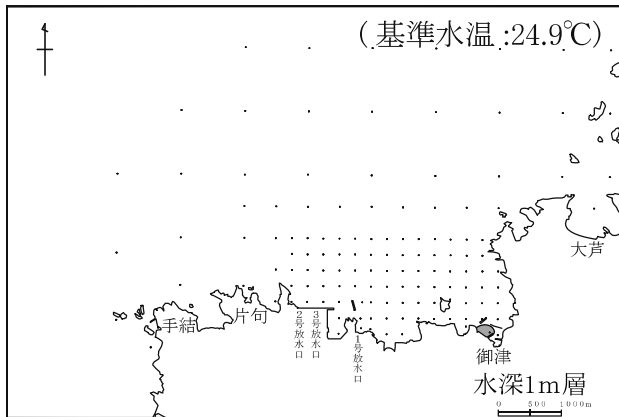 (基準水温:24.9℃)
大芦
手結
片句
2号放水口
3号放水口
1号放水口
御津
水深1m層
0 500 1000m